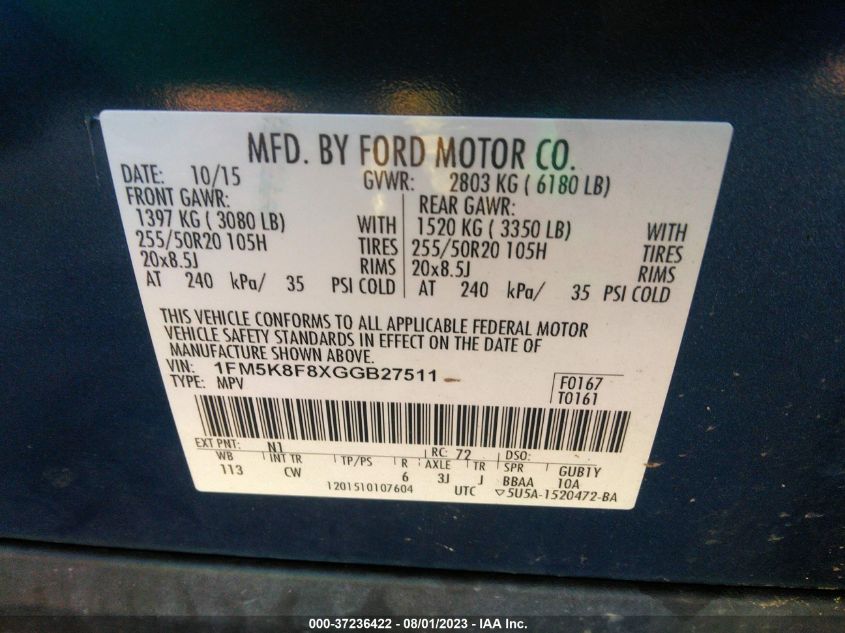 MFD. BY FORD MOTOR CO.
DATE: 10/15 GVWR: 2803 KG ( 6180 LB)
FRONT GAWR: REAR GAWR:
1397 KG ( 3080 LB) WITH 1520 KG ( 3350 LB) WITH
255/50R20 105H TIRES 255/50R20 105H TIRES
20x8.5J RIMS 20x8.5J RIMS
AT 240 kPa/ 35 PSI COLD AT 240 kPa/ 35 PSI COLD
THIS VEHICLE CONFORMS TO ALL APPLICABLE FEDERAL MOTOR
VEHICLE SAFETY STANDARDS IN EFFECT ON THE DATE OF
MANUFACTURE SHOWN ABOVE.
VIN: 1FM5K8F8XGGB27511
TYPE: MPV
F0167
T0161
EXT PNT: N1 RC: 72 DSO:
WB INT TR TP/PS R AXLE TR SPR GUB1Y
113 CW 6 3J J BBAA 10A
1201510107604 UTC ▽5U5A-1520472-BA
000-37236422 - 08/01/2023 - IAA Inc.